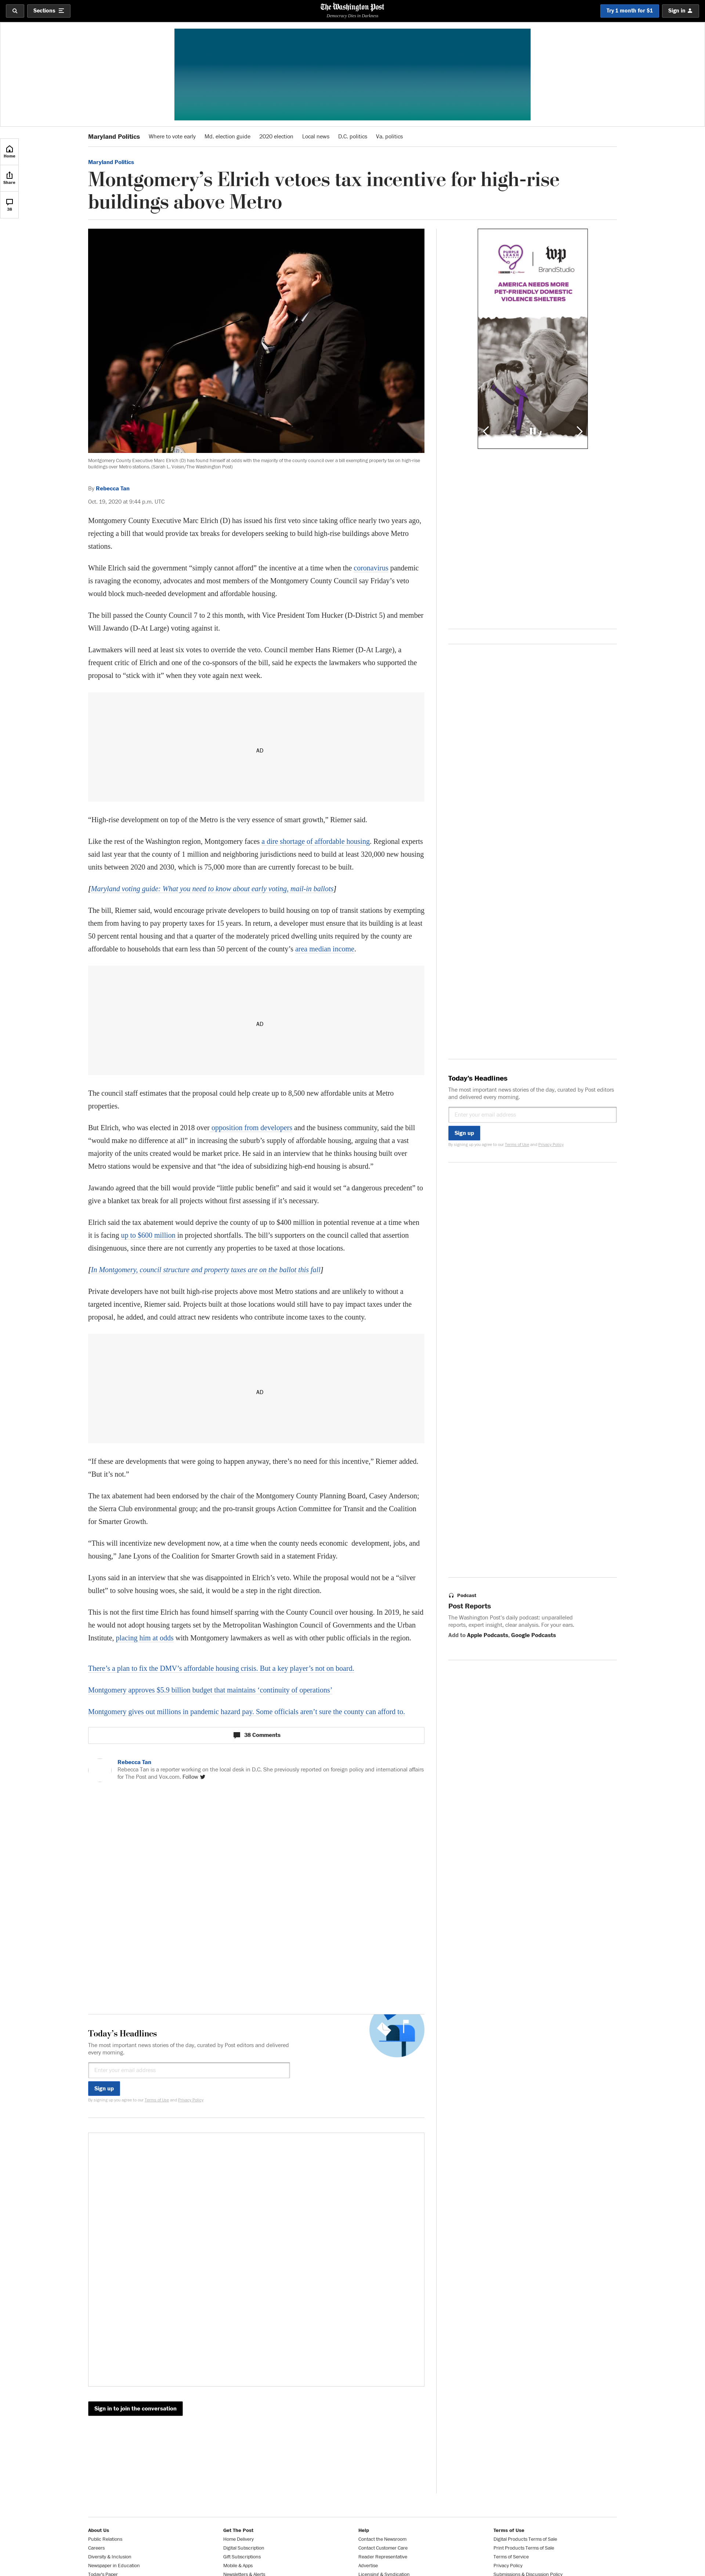 Sections
The Washington Post
Democracy Dies in Darkness
Try 1 month for $1
Sign in
Home
Share
38
Maryland Politics
Where to vote early
Md. election guide
2020 election
Local news
D.C. politics
Va. politics
Maryland Politics
Montgomery’s Elrich vetoes tax incentive for high-rise
buildings above Metro
Montgomery County Executive Marc Elrich (D) has found himself at odds with the majority of the county council over a bill exempting property tax on high-rise
buildings over Metro stations. (Sarah L. Voisin/The Washington Post)
By Rebecca Tan
Oct. 19, 2020 at 9:44 p.m. UTC
Montgomery County Executive Marc Elrich (D) has issued his first veto since taking office nearly two years ago,
rejecting a bill that would provide tax breaks for developers seeking to build high-rise buildings above Metro
stations.
While Elrich said the government “simply cannot afford” the incentive at a time when the coronavirus pandemic
is ravaging the economy, advocates and most members of the Montgomery County Council say Friday’s veto
would block much-needed development and affordable housing.
The bill passed the County Council 7 to 2 this month, with Vice President Tom Hucker (D-District 5) and member
Will Jawando (D-At Large) voting against it.
Lawmakers will need at least six votes to override the veto. Council member Hans Riemer (D-At Large), a
frequent critic of Elrich and one of the co-sponsors of the bill, said he expects the lawmakers who supported the
proposal to “stick with it” when they vote again next week.
AD
“High-rise development on top of the Metro is the very essence of smart growth,” Riemer said.
Like the rest of the Washington region, Montgomery faces a dire shortage of affordable housing. Regional experts
said last year that the county of 1 million and neighboring jurisdictions need to build at least 320,000 new housing
units between 2020 and 2030, which is 75,000 more than are currently forecast to be built.
[Maryland voting guide: What you need to know about early voting, mail-in ballots]
The bill, Riemer said, would encourage private developers to build housing on top of transit stations by exempting
them from having to pay property taxes for 15 years. In return, a developer must ensure that its building is at least
50 percent rental housing and that a quarter of the moderately priced dwelling units required by the county are
affordable to households that earn less than 50 percent of the county’s area median income.
AD
The council staff estimates that the proposal could help create up to 8,500 new affordable units at Metro
properties.
But Elrich, who was elected in 2018 over opposition from developers and the business community, said the bill
“would make no difference at all” in increasing the suburb’s supply of affordable housing, arguing that a vast
majority of the units created would be market price. He said in an interview that he thinks housing built over
Metro stations would be expensive and that “the idea of subsidizing high-end housing is absurd.”
Jawando agreed that the bill would provide “little public benefit” and said it would set “a dangerous precedent” to
give a blanket tax break for all projects without first assessing if it’s necessary.
Elrich said the tax abatement would deprive the county of up to $400 million in potential revenue at a time when
it is facing up to $600 million in projected shortfalls. The bill’s supporters on the council called that assertion
disingenuous, since there are not currently any properties to be taxed at those locations.
[In Montgomery, council structure and property taxes are on the ballot this fall]
Private developers have not built high-rise projects above most Metro stations and are unlikely to without a
targeted incentive, Riemer said. Projects built at those locations would still have to pay impact taxes under the
proposal, he added, and could attract new residents who contribute income taxes to the county.
AD
“If these are developments that were going to happen anyway, there’s no need for this incentive,” Riemer added.
“But it’s not.”
The tax abatement had been endorsed by the chair of the Montgomery County Planning Board, Casey Anderson;
the Sierra Club environmental group; and the pro-transit groups Action Committee for Transit and the Coalition
for Smarter Growth.
“This will incentivize new development now, at a time when the county needs economic  development, jobs, and
housing,” Jane Lyons of the Coalition for Smarter Growth said in a statement Friday.
Lyons said in an interview that she was disappointed in Elrich’s veto. While the proposal would not be a “silver
bullet” to solve housing woes, she said, it would be a step in the right direction.
This is not the first time Elrich has found himself sparring with the County Council over housing. In 2019, he said
he would not adopt housing targets set by the Metropolitan Washington Council of Governments and the Urban
Institute, placing him at odds with Montgomery lawmakers as well as with other public officials in the region.
There’s a plan to fix the DMV’s affordable housing crisis. But a key player’s not on board.
Montgomery approves $5.9 billion budget that maintains ‘continuity of operations’
Montgomery gives out millions in pandemic hazard pay. Some officials aren’t sure the county can afford to.
38 Comments
Rebecca Tan
Rebecca Tan is a reporter working on the local desk in D.C. She previously reported on foreign policy and international affairs
for The Post and Vox.com. Follow
Today’s Headlines
The most important news stories of the day, curated by Post editors and delivered
every morning.
Enter your email address
Sign up
By signing up you agree to our Terms of Use and Privacy Policy
Sign in to join the conversation
PURPLE LEASH PROJECT
wp
BrandStudio
AMERICA NEEDS MORE
PET-FRIENDLY DOMESTIC
VIOLENCE SHELTERS
Today’s Headlines
The most important news stories of the day, curated by Post editors
and delivered every morning.
Enter your email address
Sign up
By signing up you agree to our Terms of Use and Privacy Policy
Podcast
Post Reports
The Washington Post’s daily podcast: unparalleled
reports, expert insight, clear analysis. For your ears.
Add to Apple Podcasts, Google Podcasts
About Us
Public Relations
Careers
Diversity & Inclusion
Newspaper in Education
Today's Paper
Get The Post
Home Delivery
Digital Subscription
Gift Subscriptions
Mobile & Apps
Newsletters & Alerts
Help
Contact the Newsroom
Contact Customer Care
Reader Representative
Advertise
Licensing & Syndication
Terms of Use
Digital Products Terms of Sale
Print Products Terms of Sale
Terms of Service
Privacy Policy
Submissions & Discussion Policy